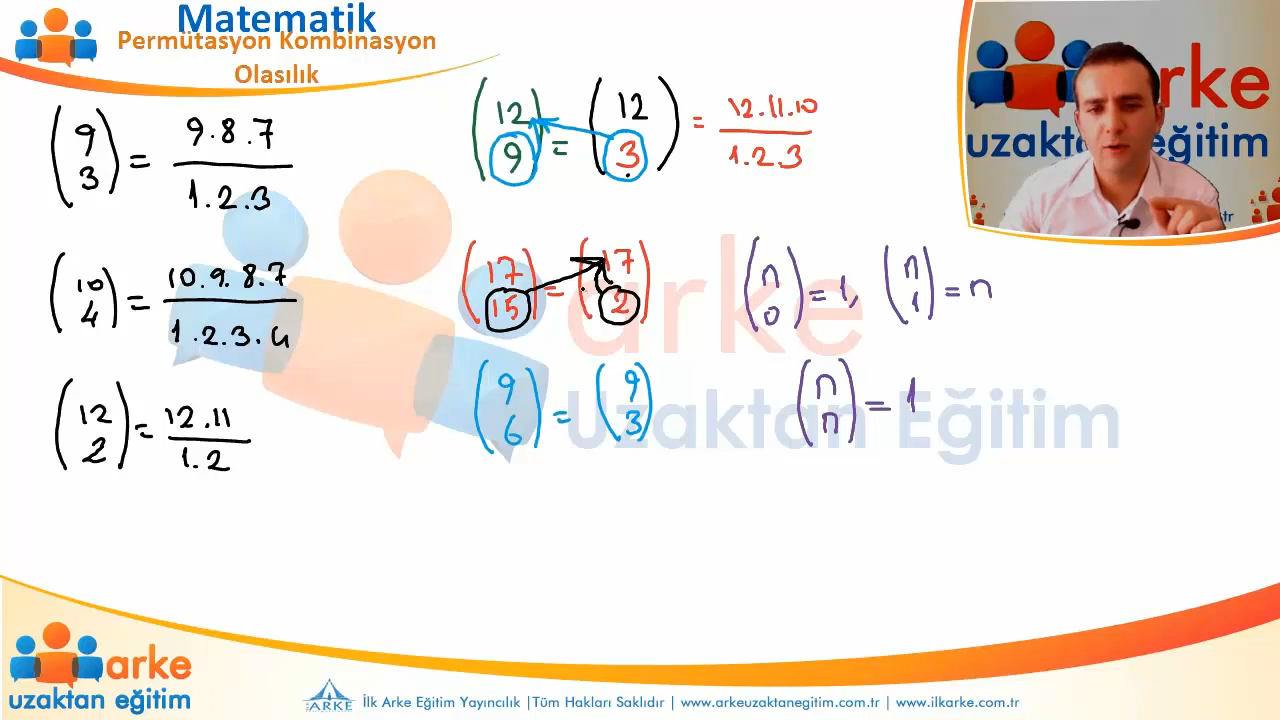 Matematik
Permütasyon Kombinasyon
Olasılık
(9 3) = 9.8.7 / 1.2.3
(10 4) = 10.9.8.7 / 1.2.3.4
(12 2) = 12.11 / 1.2
(12 9) = (12 3) = 12.11.10 / 1.2.3
(17 15) = (17 2)
(9 6) = (9 3)
(n 0) = 1, (n 1) = n
(n n) = 1
arke
uzaktan eğitim
arke
Uzaktan Eğitim
arke
uzaktan eğitim
ARKE
İlk Arke Eğitim Yayıncılık |Tüm Hakları Saklıdır | www.arkeuzaktanegitim.com.tr | www.ilkarke.com.tr